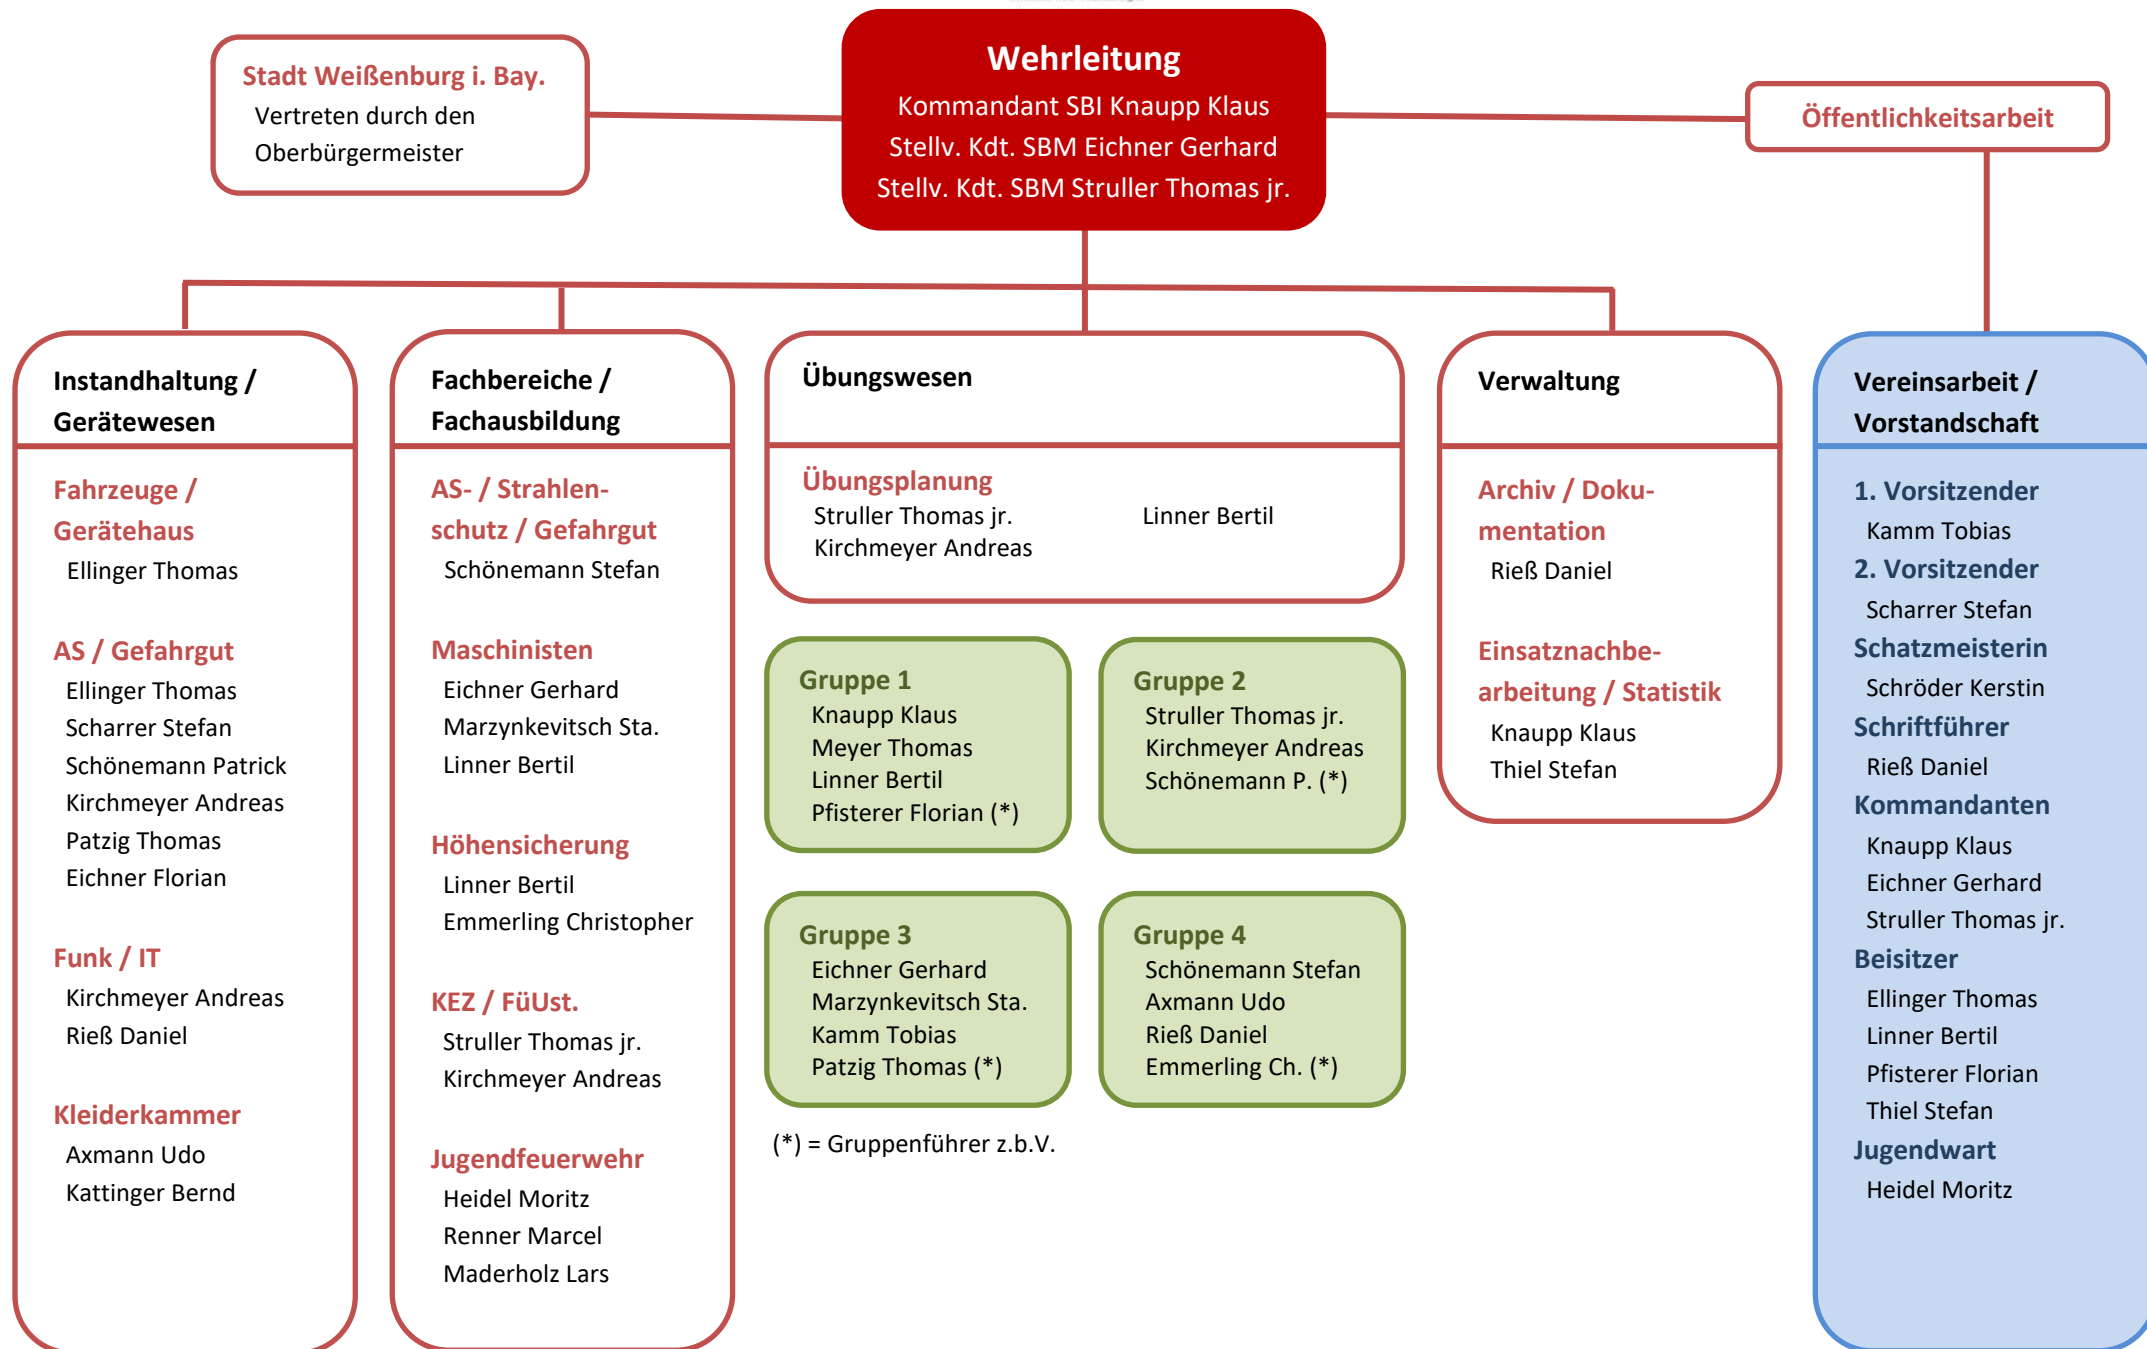 Stadt Weißenburg i. Bay.
Vertreten durch den
Oberbürgermeister
Wehrleitung
Kommandant SBI Knaupp Klaus
Stellv. Kdt. SBM Eichner Gerhard
Stellv. Kdt. SBM Struller Thomas jr.
Öffentlichkeitsarbeit
Instandhaltung /
Gerätewesen
Fahrzeuge /
Gerätehaus
Ellinger Thomas
AS / Gefahrgut
Ellinger Thomas
Scharrer Stefan
Schönemann Patrick
Kirchmeyer Andreas
Patzig Thomas
Eichner Florian
Funk / IT
Kirchmeyer Andreas
Rieß Daniel
Kleiderkammer
Axmann Udo
Kattinger Bernd
Fachbereiche /
Fachausbildung
AS- / Strahlen-
schutz / Gefahrgut
Schönemann Stefan
Maschinisten
Eichner Gerhard
Marzynkevitsch Sta.
Linner Bertil
Höhensicherung
Linner Bertil
Emmerling Christopher
KEZ / FüUst.
Struller Thomas jr.
Kirchmeyer Andreas
Jugendfeuerwehr
Heidel Moritz
Renner Marcel
Maderholz Lars
Übungswesen
Übungsplanung
Struller Thomas jr. Linner Bertil
Kirchmeyer Andreas
Gruppe 1
Knaupp Klaus
Meyer Thomas
Linner Bertil
Pfisterer Florian (*)
Gruppe 2
Struller Thomas jr.
Kirchmeyer Andreas
Schönemann P. (*)
Gruppe 3
Eichner Gerhard
Marzynkevitsch Sta.
Kamm Tobias
Patzig Thomas (*)
Gruppe 4
Schönemann Stefan
Axmann Udo
Rieß Daniel
Emmerling Ch. (*)
(*) = Gruppenführer z.b.V.
Verwaltung
Archiv / Doku-
mentation
Rieß Daniel
Einsatznachbe-
arbeitung / Statistik
Knaupp Klaus
Thiel Stefan
Vereinsarbeit /
Vorstandschaft
1. Vorsitzender
Kamm Tobias
2. Vorsitzender
Scharrer Stefan
Schatzmeisterin
Schröder Kerstin
Schriftführer
Rieß Daniel
Kommandanten
Knaupp Klaus
Eichner Gerhard
Struller Thomas jr.
Beisitzer
Ellinger Thomas
Linner Bertil
Pfisterer Florian
Thiel Stefan
Jugendwart
Heidel Moritz